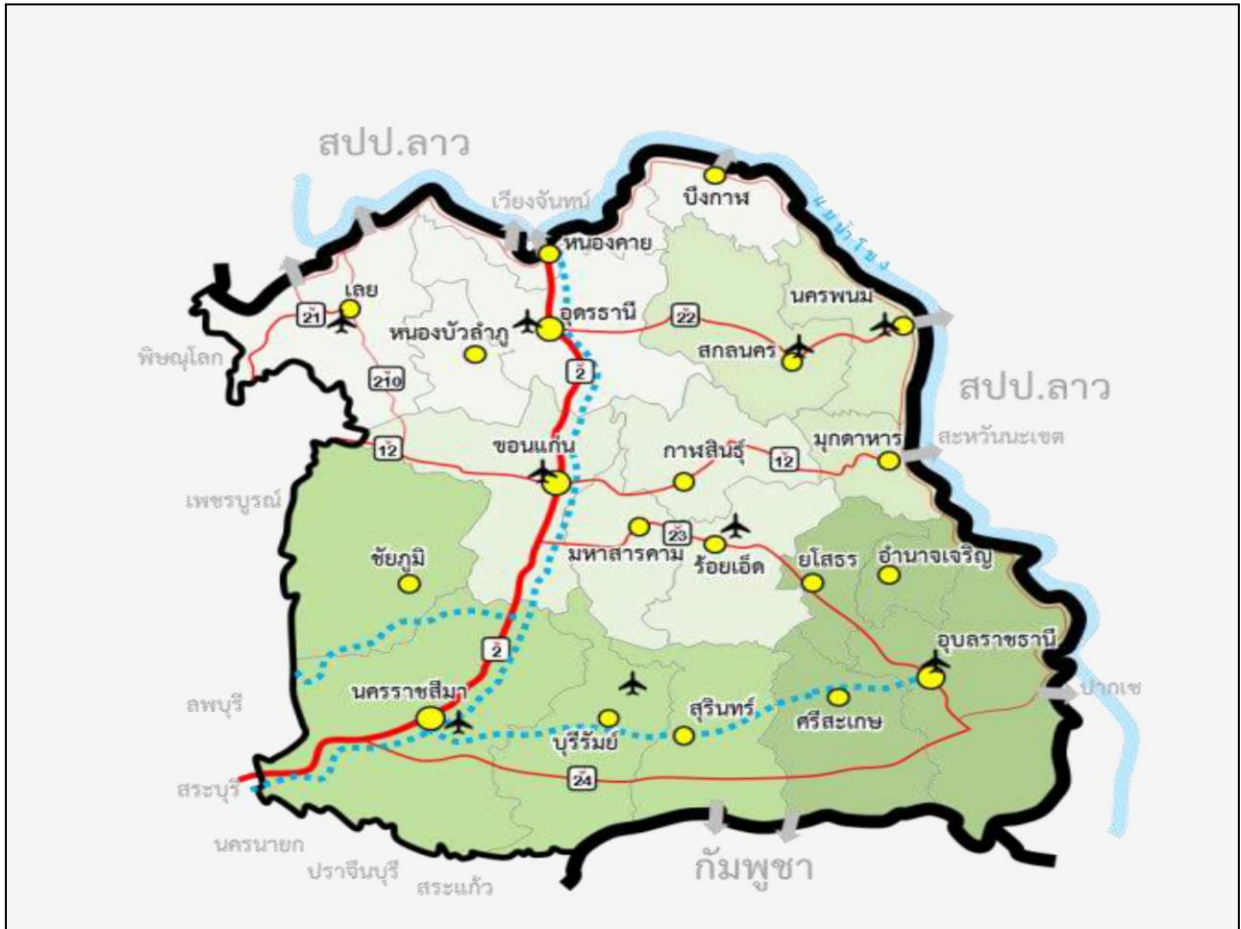 สปป.ลาว
เวียงจันทน์
บึงกาฬ
หนองคาย
แม่น้ำโขง
เลย
21
หนองบัวลำภู
อุดรธานี
22
นครพนม
สกลนคร
พิษณุโลก
210
2
สปป.ลาว
ขอนแก่น
กาฬสินธุ์
มุกดาหาร
สะหวันนะเขต
12
12
เพชรบูรณ์
ชัยภูมิ
มหาสารคาม
23
ร้อยเอ็ด
ยโสธร
อำนาจเจริญ
2
อุบลราชธานี
ลพบุรี
นครราชสีมา
ปากเซ
บุรีรัมย์
สุรินทร์
ศรีสะเกษ
24
สระบุรี
นครนายก
ปราจีนบุรี
สระแก้ว
กัมพูชา